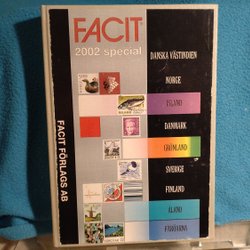 FACIT
2002 special
DANSKA VÄSTINDIEN
NORGE
ISLAND
DANMARK
GRÖNLAND
SVERIGE
FINLAND
ÅLAND
FÄRÖARNA
FACIT FÖRLAGS AB